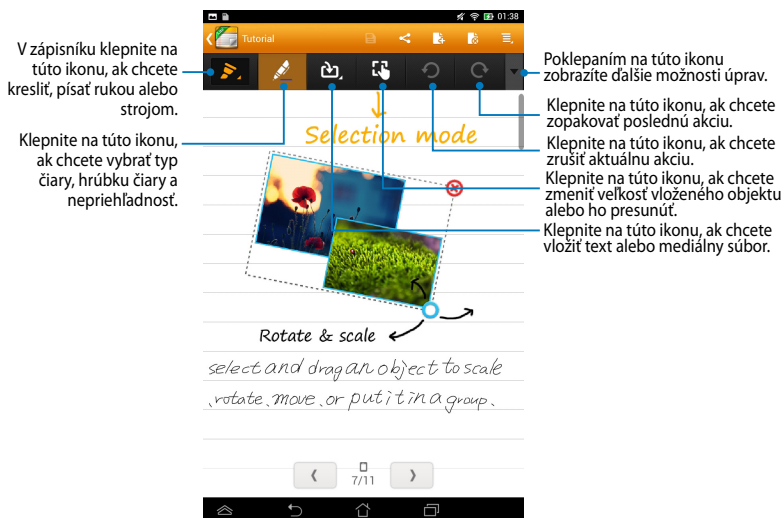 V zápisníku klepnite na
túto ikonu, ak chcete
kresliť, písať rukou alebo
strojom.
Klepnite na túto ikonu,
ak chcete vybrať typ
čiary, hrúbku čiary a
nepriehľadnosť.
01:38
Tutorial
Selection mode
Rotate & scale
select and drag an object to scale
, rotate, move, or put it in a group.
7/11
Poklepaním na túto ikonu
zobrazíte ďalšie možnosti úprav.
Klepnite na túto ikonu, ak chcete
zopakovať poslednú akciu.
Klepnite na túto ikonu, ak chcete
zrušiť aktuálnu akciu.
Klepnite na túto ikonu, ak chcete
zmeniť veľkosť vloženého objektu
alebo ho presunúť.
Klepnite na túto ikonu, ak chcete
vložiť text alebo mediálny súbor.